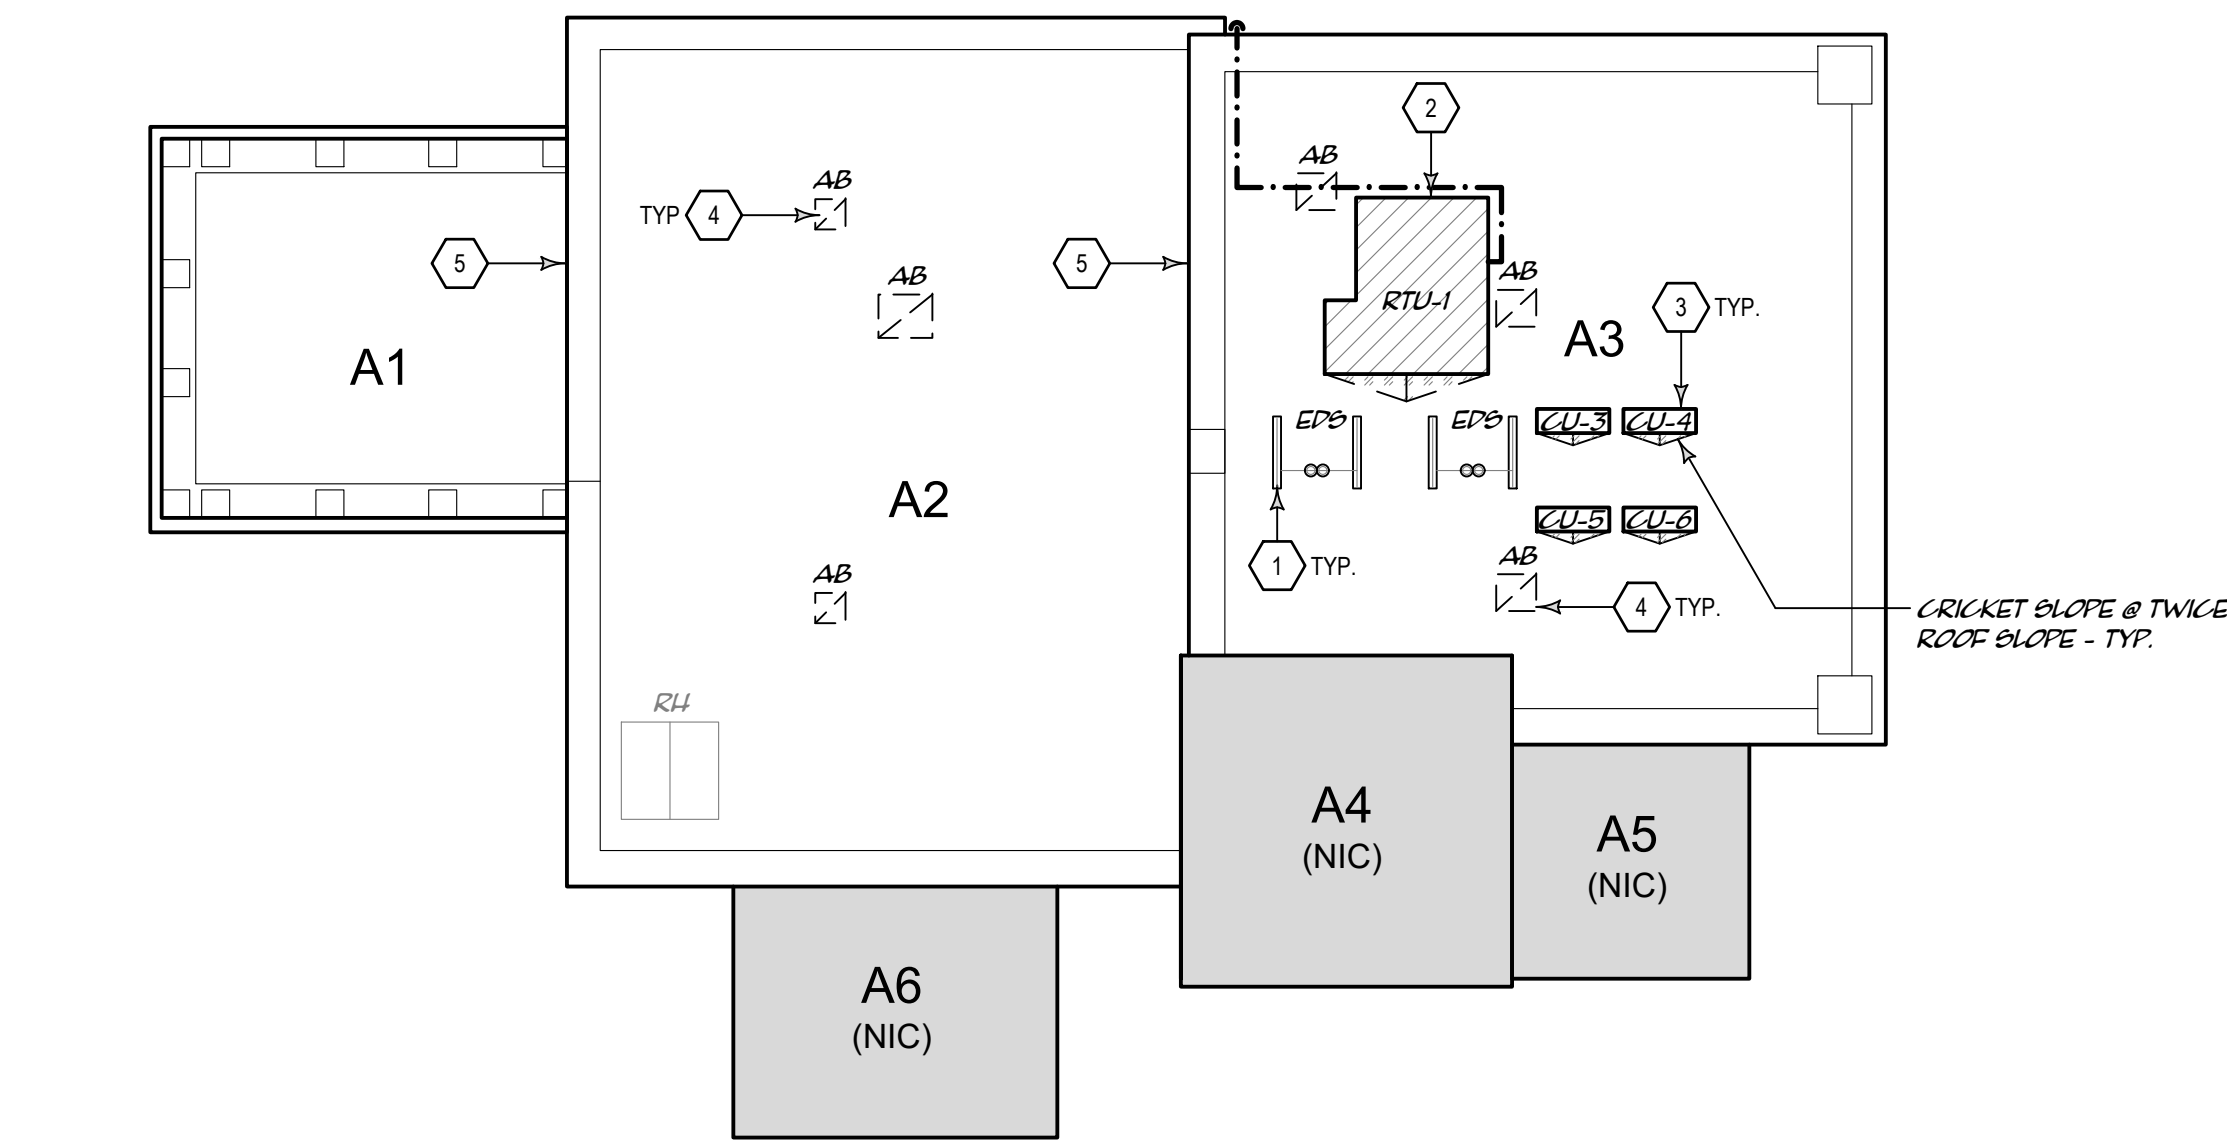 2
AB
AB
TYP 4
5
5
AB
AB
RTU-1
3 TYP.
A1
A3
EDS
EDS
CU-3
CU-4
A2
CU-5
CU-6
AB
AB
1 TYP.
4 TYP.
CRICKET SLOPE @ TWICE
ROOF SLOPE - TYP.
RH
A4
(NIC)
A5
(NIC)
A6
(NIC)